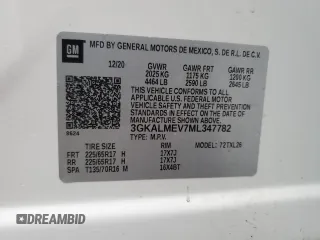 GM
MFD BY GENERAL MOTORS DE MEXICO, S. DE R.L. DE C.V.
12/20 GVWR GAWR FRT GAWR RR
2025 KG 1175 KG 1200 KG
4464 LB 2590 LB 2645 LB
THIS VEHICLE CONFORMS TO ALL APPLICABLE
U.S. FEDERAL MOTOR VEHICLE SAFETY, BUMPER,
AND THEFT PREVENTION STANDARDS IN EFFECT ON
THE DATE OF MANUFACTURE SHOWN ABOVE.
3GKALMEV7ML347782
TYPE: M.P.V.
0624
TIRE SIZE RIM MODEL:
FRT 225/65R17 H 17X7J
RR 225/65R17 H 17X7J
SPA T135/70R16 M 16X4BT
© DriveBidWin